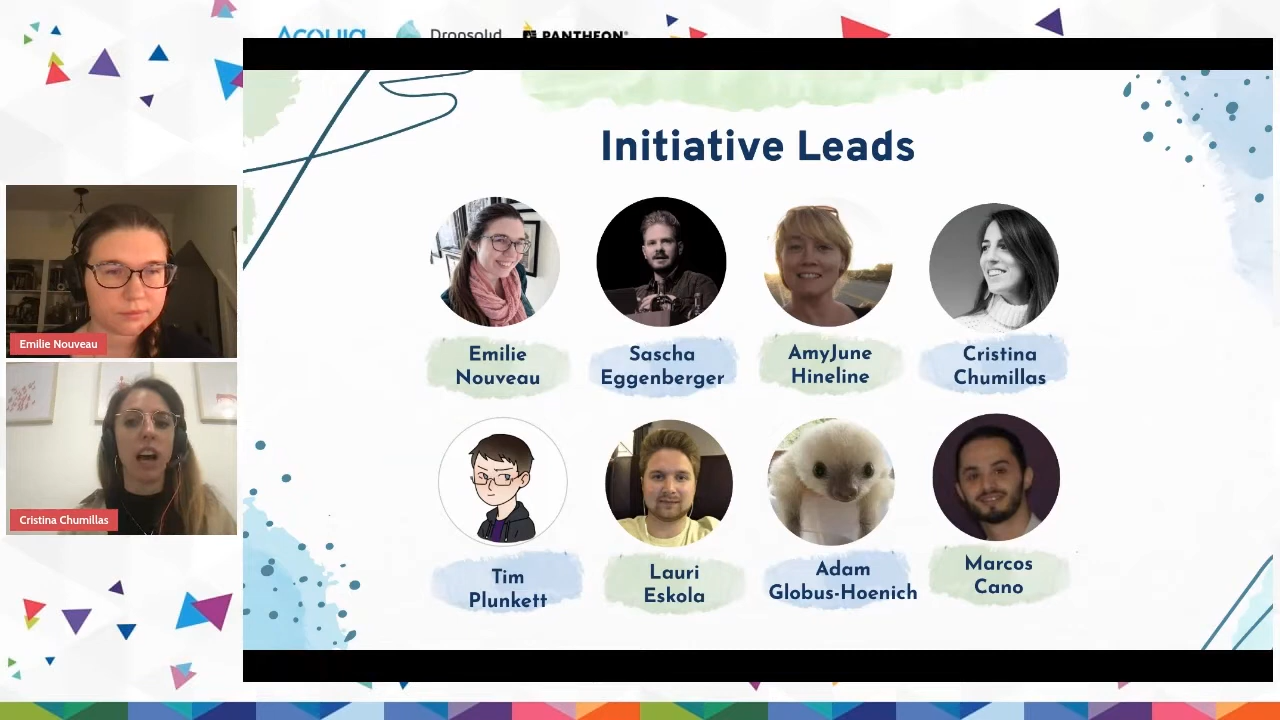 PANTHEON
Initiative Leads
Emilie Nouveau
Cristina Chumillas
Emilie
Nouveau
Sascha
Eggenberger
AmyJune
Hineline
Cristina
Chumillas
Tim
Plunkett
Lauri
Eskola
Adam
Globus-Hoenich
Marcos
Cano